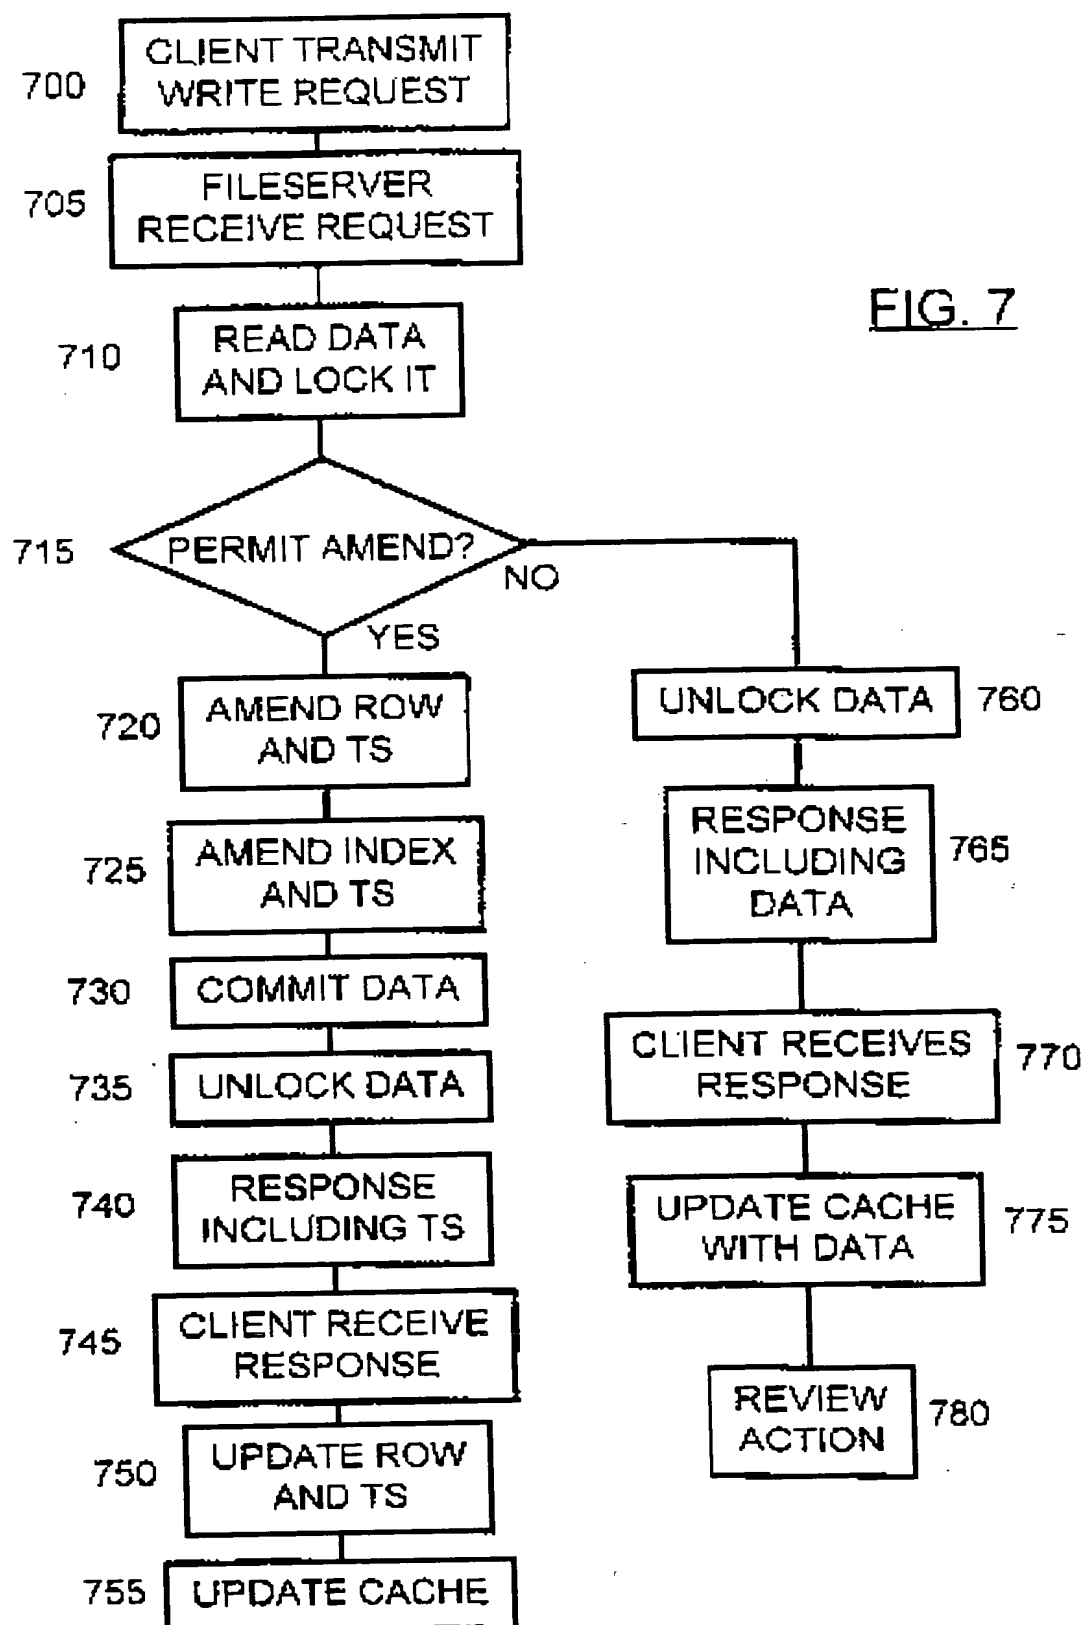 700
CLIENT TRANSMIT
WRITE REQUEST
705
FILESERVER
RECEIVE REQUEST
FIG. 7
710
READ DATA
AND LOCK IT
715
PERMIT AMEND?
NO
YES
720
AMEND ROW
AND TS
725
AMEND INDEX
AND TS
730
COMMIT DATA
735
UNLOCK DATA
740
RESPONSE
INCLUDING TS
745
CLIENT RECEIVE
RESPONSE
750
UPDATE ROW
AND TS
755
UPDATE CACHE
UNLOCK DATA
760
RESPONSE
INCLUDING
DATA
765
CLIENT RECEIVES
RESPONSE
770
UPDATE CACHE
WITH DATA
775
REVIEW
ACTION
780